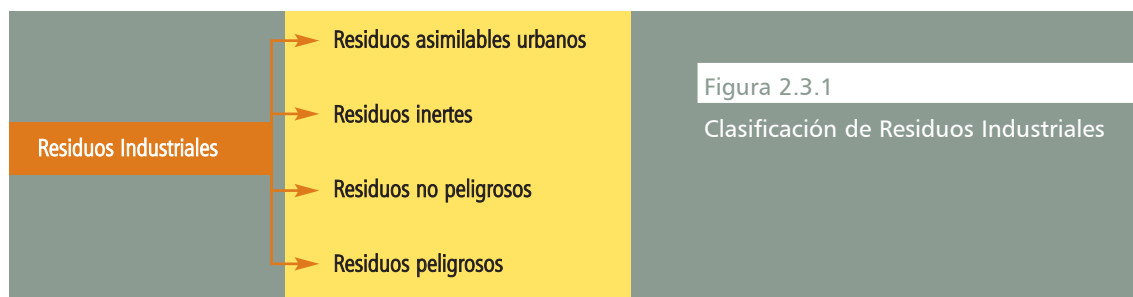 Residuos Industriales
Residuos asimilables urbanos
Residuos inertes
Residuos no peligrosos
Residuos peligrosos
Figura 2.3.1
Clasificación de Residuos Industriales